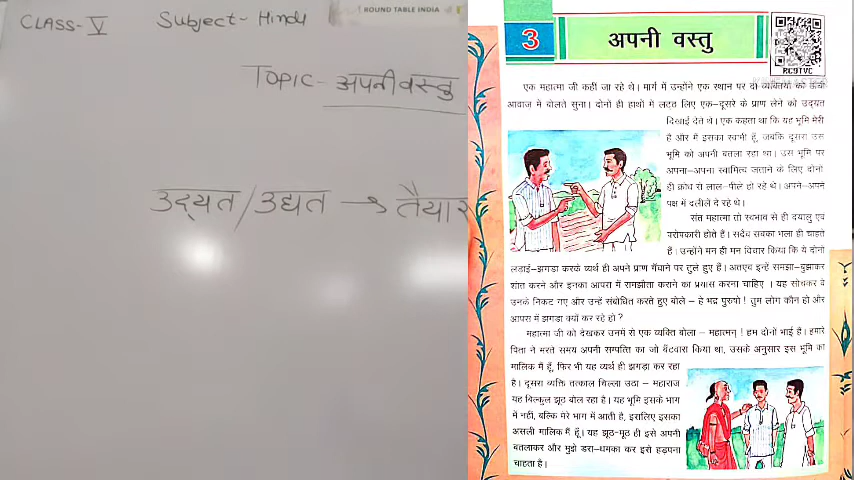 CLASS-V Subject-Hindi
ROUND TABLE INDIA
TOPIC- अपनी वस्तु
उद्‌यत/उद्यत → तैयार
3
अपनी वस्तु
RC9TVC
एक महात्मा जी कहीं जा रहे थे। मार्ग में उन्होंने एक स्थान पर दो व्यक्तियों को ऊँची
आवाज में बोलते सुना। दोनों ही हाथों में लट्ठ लिए एक-दूसरे के प्राण लेने को उद्‌यत
दिखाई देते थे। एक कहता था कि यह भूमि मेरी
है और मैं इसका स्वामी हूँ, जबकि दूसरा उस
भूमि को अपनी बतला रहा था। उस भूमि पर
अपना-अपना स्वामित्व जताने के लिए दोनों
ही क्रोध से लाल-पीले हो रहे थे। अपने-अपने
पक्ष में दलीलें दे रहे थे।
संत महात्मा तो स्वभाव से ही दयालु एवं
परोपकारी होते हैं। सदैव सबका भला ही चाहते
हैं। उन्होंने मन ही मन विचार किया कि ये दोनों
लड़ाई-झगड़ा करके व्यर्थ ही अपने प्राण गँवाने पर तुले हुए हैं। अतएव इन्हें समझा-बुझाकर
शांत करने और इनका आपस में समझौता कराने का प्रयास करना चाहिए । यह सोचकर वे
उनके निकट गए और उन्हें संबोधित करते हुए बोले – हे भद्र पुरुषो ! तुम लोग कौन हो और
आपस में झगड़ा क्यों कर रहे हो ?
महात्मा जी को देखकर उनमें से एक व्यक्ति बोला – महात्मन् ! हम दोनों भाई हैं। हमारे
पिता ने मरते समय अपनी सम्पत्ति का जो बँटवारा किया था, उसके अनुसार इस भूमि का
मालिक मैं हूँ, फिर भी यह व्यर्थ ही झगड़ा कर रहा
है। दूसरा व्यक्ति तत्काल चिल्ला उठा – महाराज
यह बिल्कुल झूठ बोल रहा है। यह भूमि इसके भाग
में नहीं, बल्कि मेरे भाग में आती है, इसलिए इसका
असली मालिक मैं हूँ। यह झूठ-मूठ ही इसे अपनी
बतलाकर और मुझे डरा-धमका कर इसे हड़पना
चाहता है।